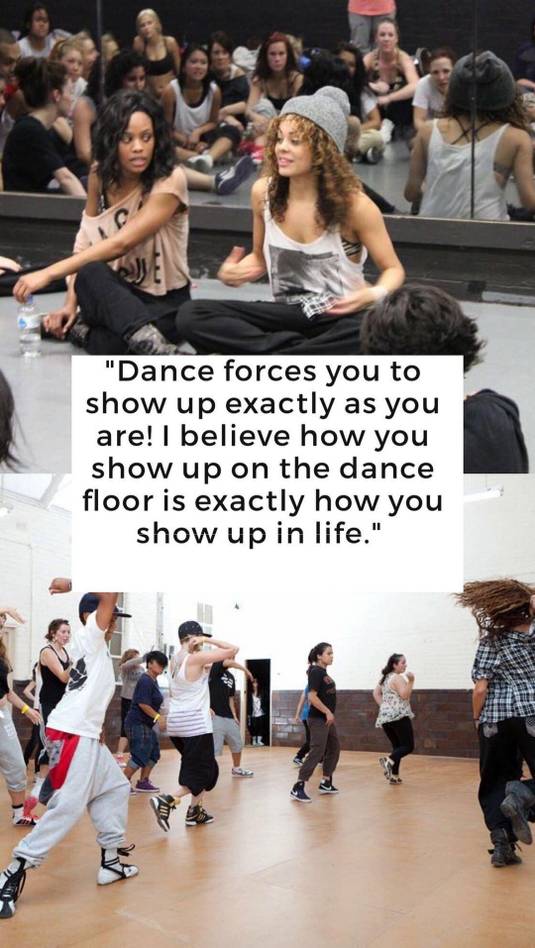 "Dance forces you to
show up exactly as you
are! I believe how you
show up on the dance
floor is exactly how you
show up in life."